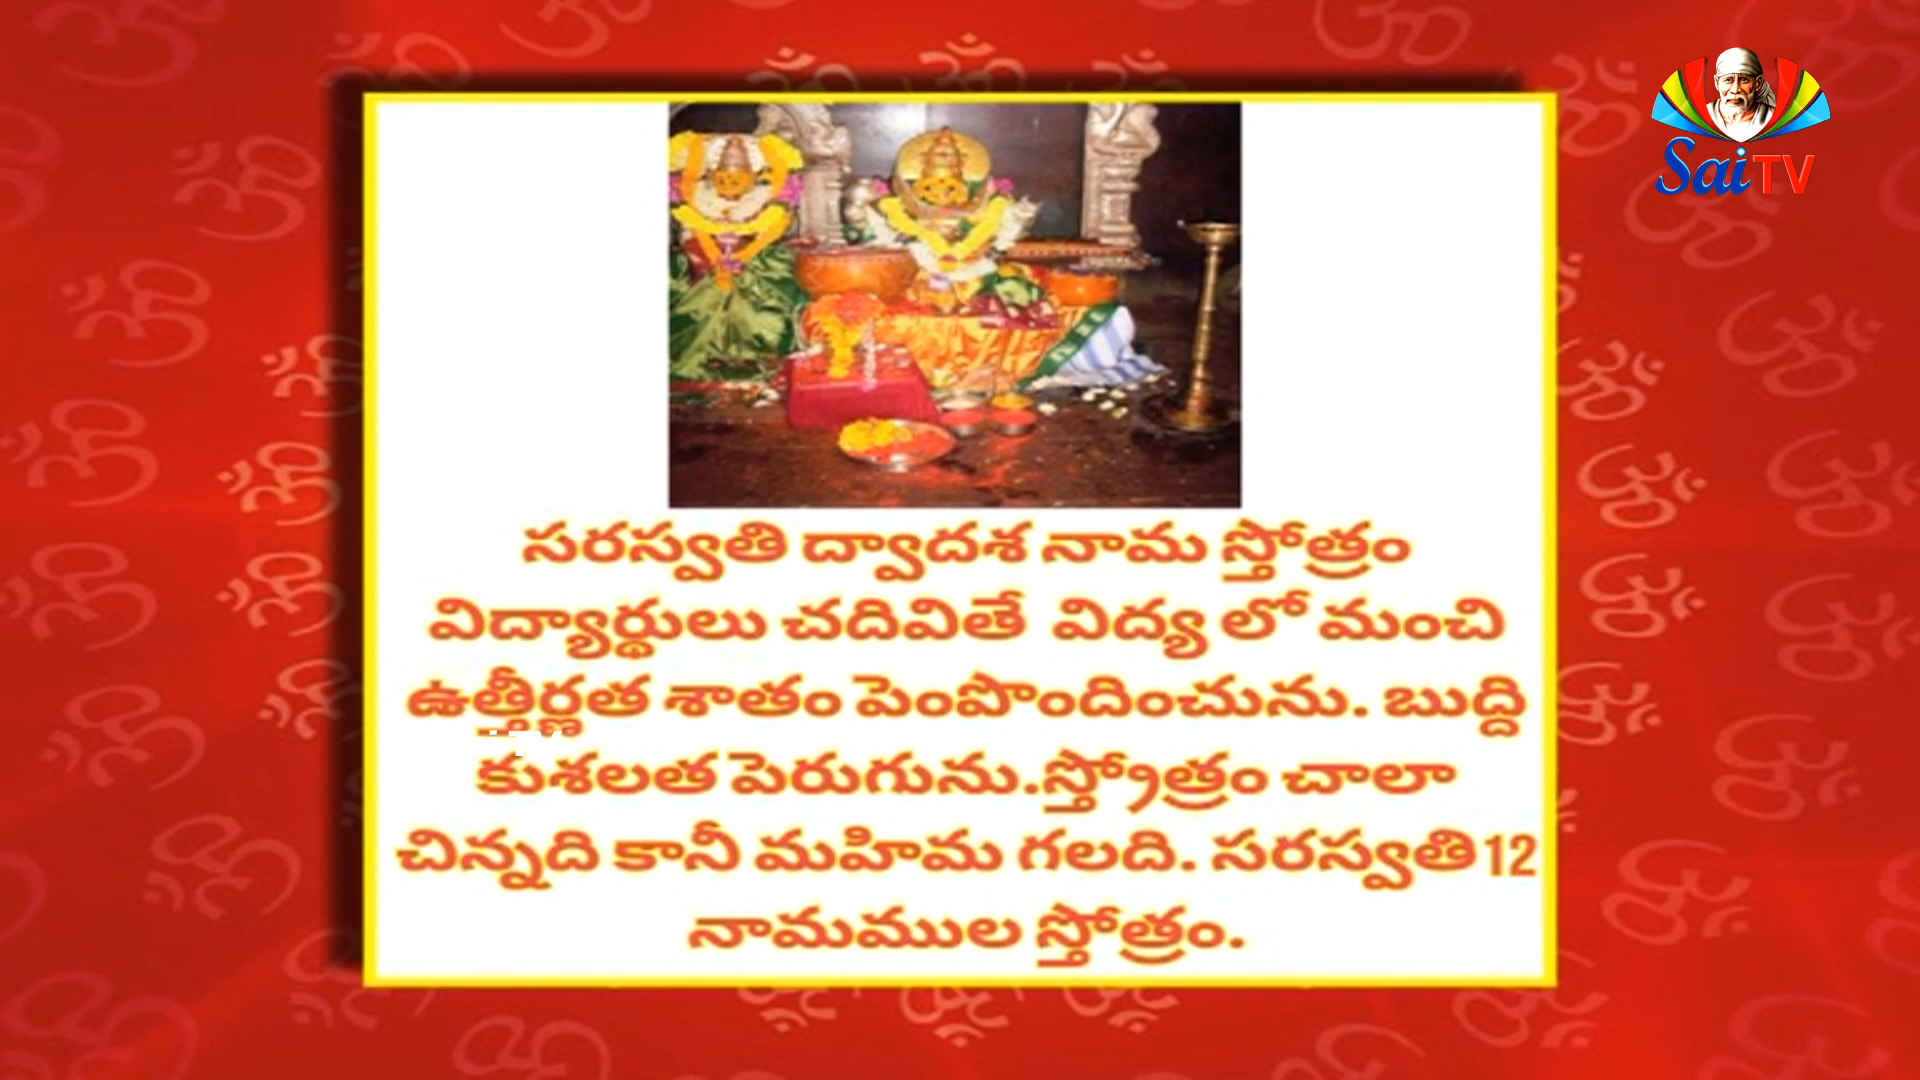 Sai TV
సరస్వతి ద్వాదశ నామ స్తోత్రం
విద్యార్థులు చదివితే విద్య లో మంచి
ఉత్తీర్ణత శాతం పెంపొందించును. బుద్ది
కుశలత పెరుగును.స్త్రోత్రం చాలా
చిన్నది కానీ మహిమ గలది. సరస్వతి 12
నామముల స్తోత్రం.